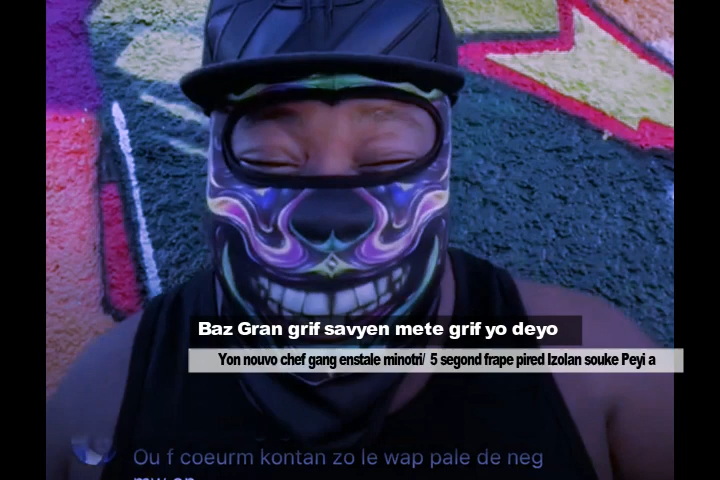 Baz Gran grif savyen mete grif yo deyo
Yon nouvo chef gang enstale minotri/ 5 segond frape pired Izolan souke Peyi a
Ou f coeurm kontan zo le wap pale de neg